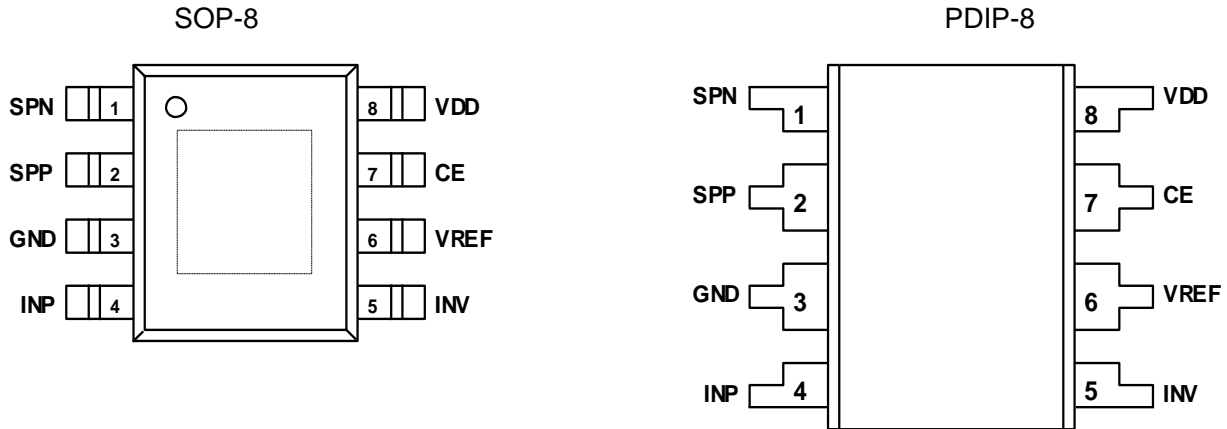 SOP-8
SPN 1 8 VDD
SPP 2 7 CE
GND 3 6 VREF
INP 4 5 INV
PDIP-8
SPN 1 8 VDD
SPP 2 7 CE
GND 3 6 VREF
INP 4 5 INV